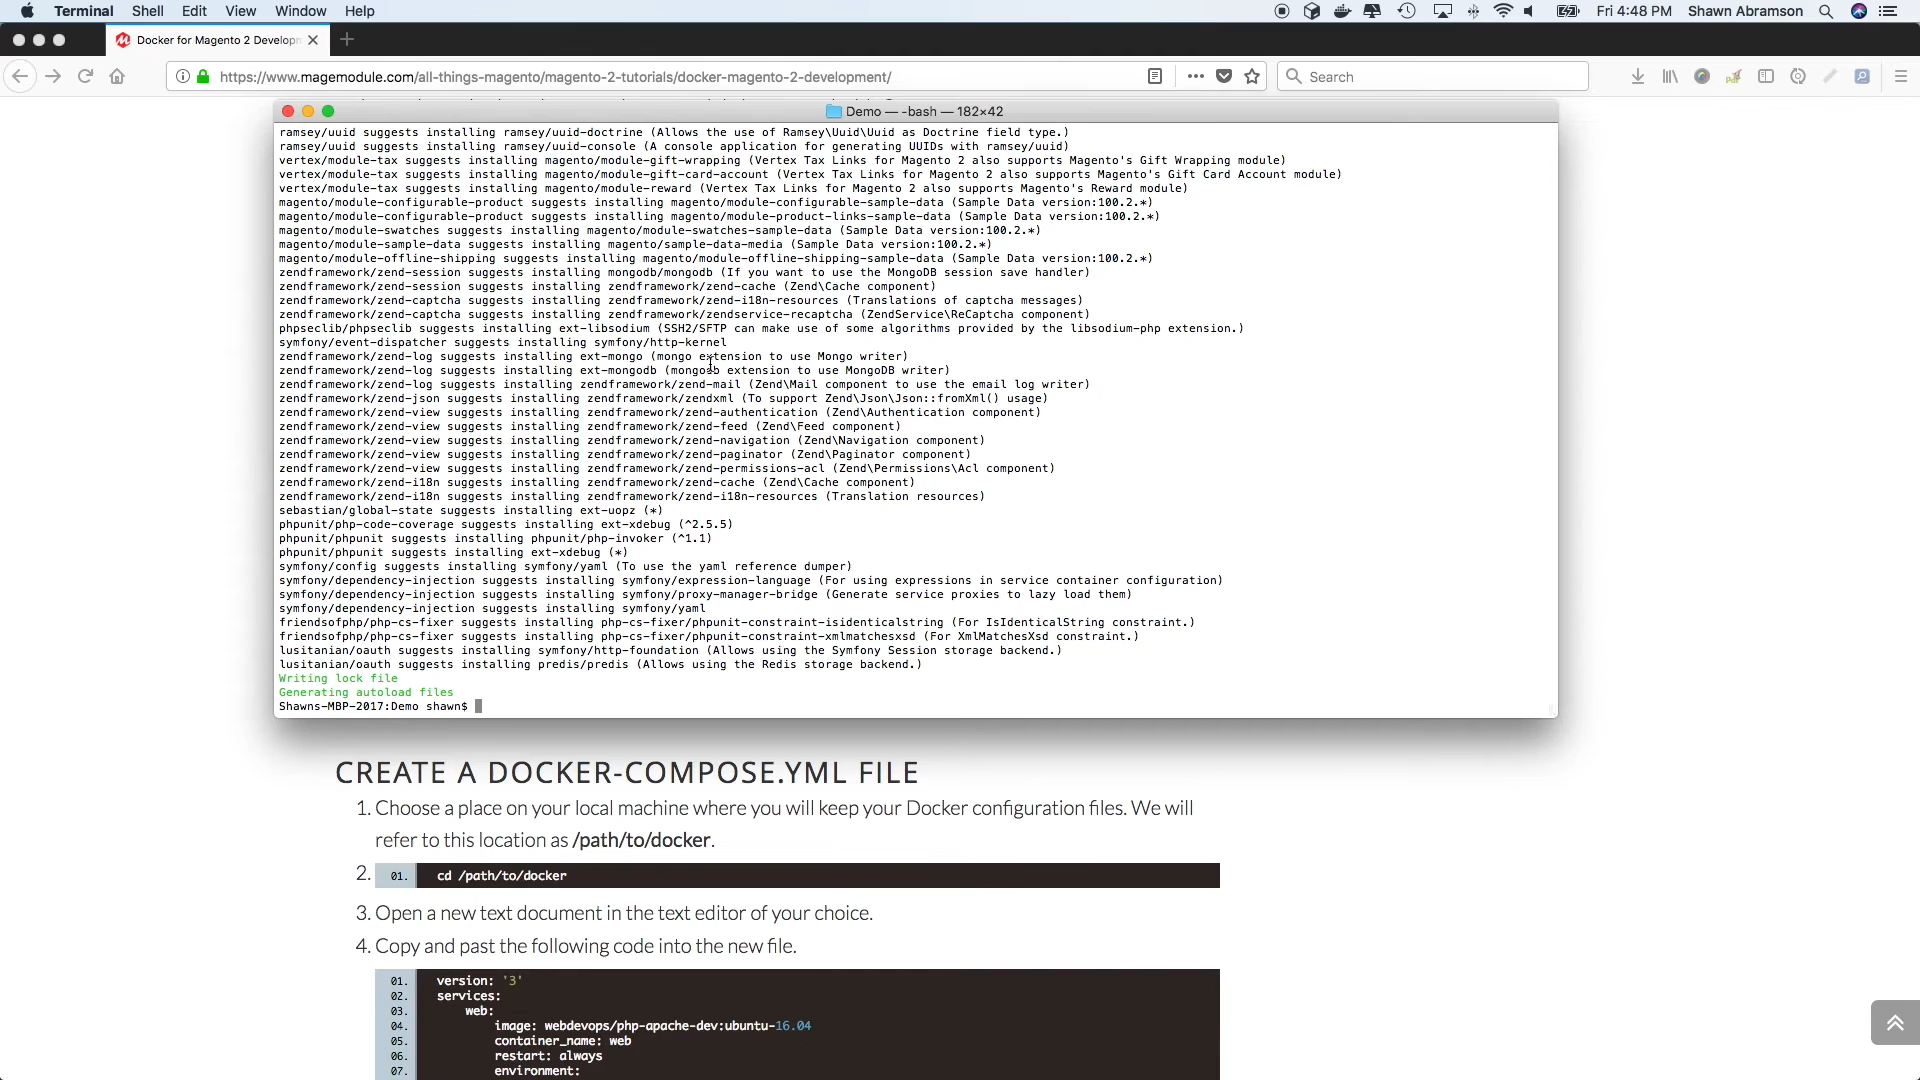 Terminal Shell Edit View Window Help
Fri 4:48 PM Shawn Abramson
Docker for Magento 2 Developm
https://www.magemodule.com/all-things-magento/magento-2-tutorials/docker-magento-2-development/
Search
Demo — -bash — 182×42
ramsey/uuid suggests installing ramsey/uuid-doctrine (Allows the use of Ramsey\Uuid\Uuid as Doctrine field type.)
ramsey/uuid suggests installing ramsey/uuid-console (A console application for generating UUIDs with ramsey/uuid)
vertex/module-tax suggests installing magento/module-gift-wrapping (Vertex Tax Links for Magento 2 also supports Magento's Gift Wrapping module)
vertex/module-tax suggests installing magento/module-gift-card-account (Vertex Tax Links for Magento 2 also supports Magento's Gift Card Account module)
vertex/module-tax suggests installing magento/module-reward (Vertex Tax Links for Magento 2 also supports Magento's Reward module)
magento/module-configurable-product suggests installing magento/module-configurable-sample-data (Sample Data version:100.2.*)
magento/module-configurable-product suggests installing magento/module-product-links-sample-data (Sample Data version:100.2.*)
magento/module-swatches suggests installing magento/module-swatches-sample-data (Sample Data version:100.2.*)
magento/module-sample-data suggests installing magento/sample-data-media (Sample Data version:100.2.*)
magento/module-offline-shipping suggests installing magento/module-offline-shipping-sample-data (Sample Data version:100.2.*)
zendframework/zend-session suggests installing mongodb/mongodb (If you want to use the MongoDB session save handler)
zendframework/zend-session suggests installing zendframework/zend-cache (Zend\Cache component)
zendframework/zend-captcha suggests installing zendframework/zend-i18n-resources (Translations of captcha messages)
zendframework/zend-captcha suggests installing zendframework/zendservice-recaptcha (ZendService\ReCaptcha component)
phpseclib/phpseclib suggests installing ext-libsodium (SSH2/SFTP can make use of some algorithms provided by the libsodium-php extension.)
symfony/event-dispatcher suggests installing symfony/http-kernel
zendframework/zend-log suggests installing ext-mongo (mongo extension to use Mongo writer)
zendframework/zend-log suggests installing ext-mongodb (mongodb extension to use MongoDB writer)
zendframework/zend-log suggests installing zendframework/zend-mail (Zend\Mail component to use the email log writer)
zendframework/zend-json suggests installing zendframework/zendxml (To support Zend\Json\Json::fromXml() usage)
zendframework/zend-view suggests installing zendframework/zend-authentication (Zend\Authentication component)
zendframework/zend-view suggests installing zendframework/zend-feed (Zend\Feed component)
zendframework/zend-view suggests installing zendframework/zend-navigation (Zend\Navigation component)
zendframework/zend-view suggests installing zendframework/zend-paginator (Zend\Paginator component)
zendframework/zend-view suggests installing zendframework/zend-permissions-acl (Zend\Permissions\Acl component)
zendframework/zend-i18n suggests installing zendframework/zend-cache (Zend\Cache component)
zendframework/zend-i18n suggests installing zendframework/zend-i18n-resources (Translation resources)
sebastian/global-state suggests installing ext-uopz (*)
phpunit/php-code-coverage suggests installing ext-xdebug (^2.5.5)
phpunit/phpunit suggests installing phpunit/php-invoker (^1.1)
phpunit/phpunit suggests installing ext-xdebug (*)
symfony/config suggests installing symfony/yaml (To use the yaml reference dumper)
symfony/dependency-injection suggests installing symfony/expression-language (For using expressions in service container configuration)
symfony/dependency-injection suggests installing symfony/proxy-manager-bridge (Generate service proxies to lazy load them)
symfony/dependency-injection suggests installing symfony/yaml
friendsofphp/php-cs-fixer suggests installing php-cs-fixer/phpunit-constraint-isidenticalstring (For IsIdenticalString constraint.)
friendsofphp/php-cs-fixer suggests installing php-cs-fixer/phpunit-constraint-xmlmatchesxsd (For XmlMatchesXsd constraint.)
lusitanian/oauth suggests installing symfony/http-foundation (Allows using the Symfony Session storage backend.)
lusitanian/oauth suggests installing predis/predis (Allows using the Redis storage backend.)
Writing lock file
Generating autoload files
Shawns-MBP-2017:Demo shawn$
CREATE A DOCKER-COMPOSE.YML FILE
1. Choose a place on your local machine where you will keep your Docker configuration files. We will
refer to this location as /path/to/docker.
2. 01. cd /path/to/docker
3. Open a new text document in the text editor of your choice.
4. Copy and past the following code into the new file.
01. version: '3'
02. services:
03. web:
04. image: webdevops/php-apache-dev:ubuntu-16.04
05. container_name: web
06. restart: always
07. environment: